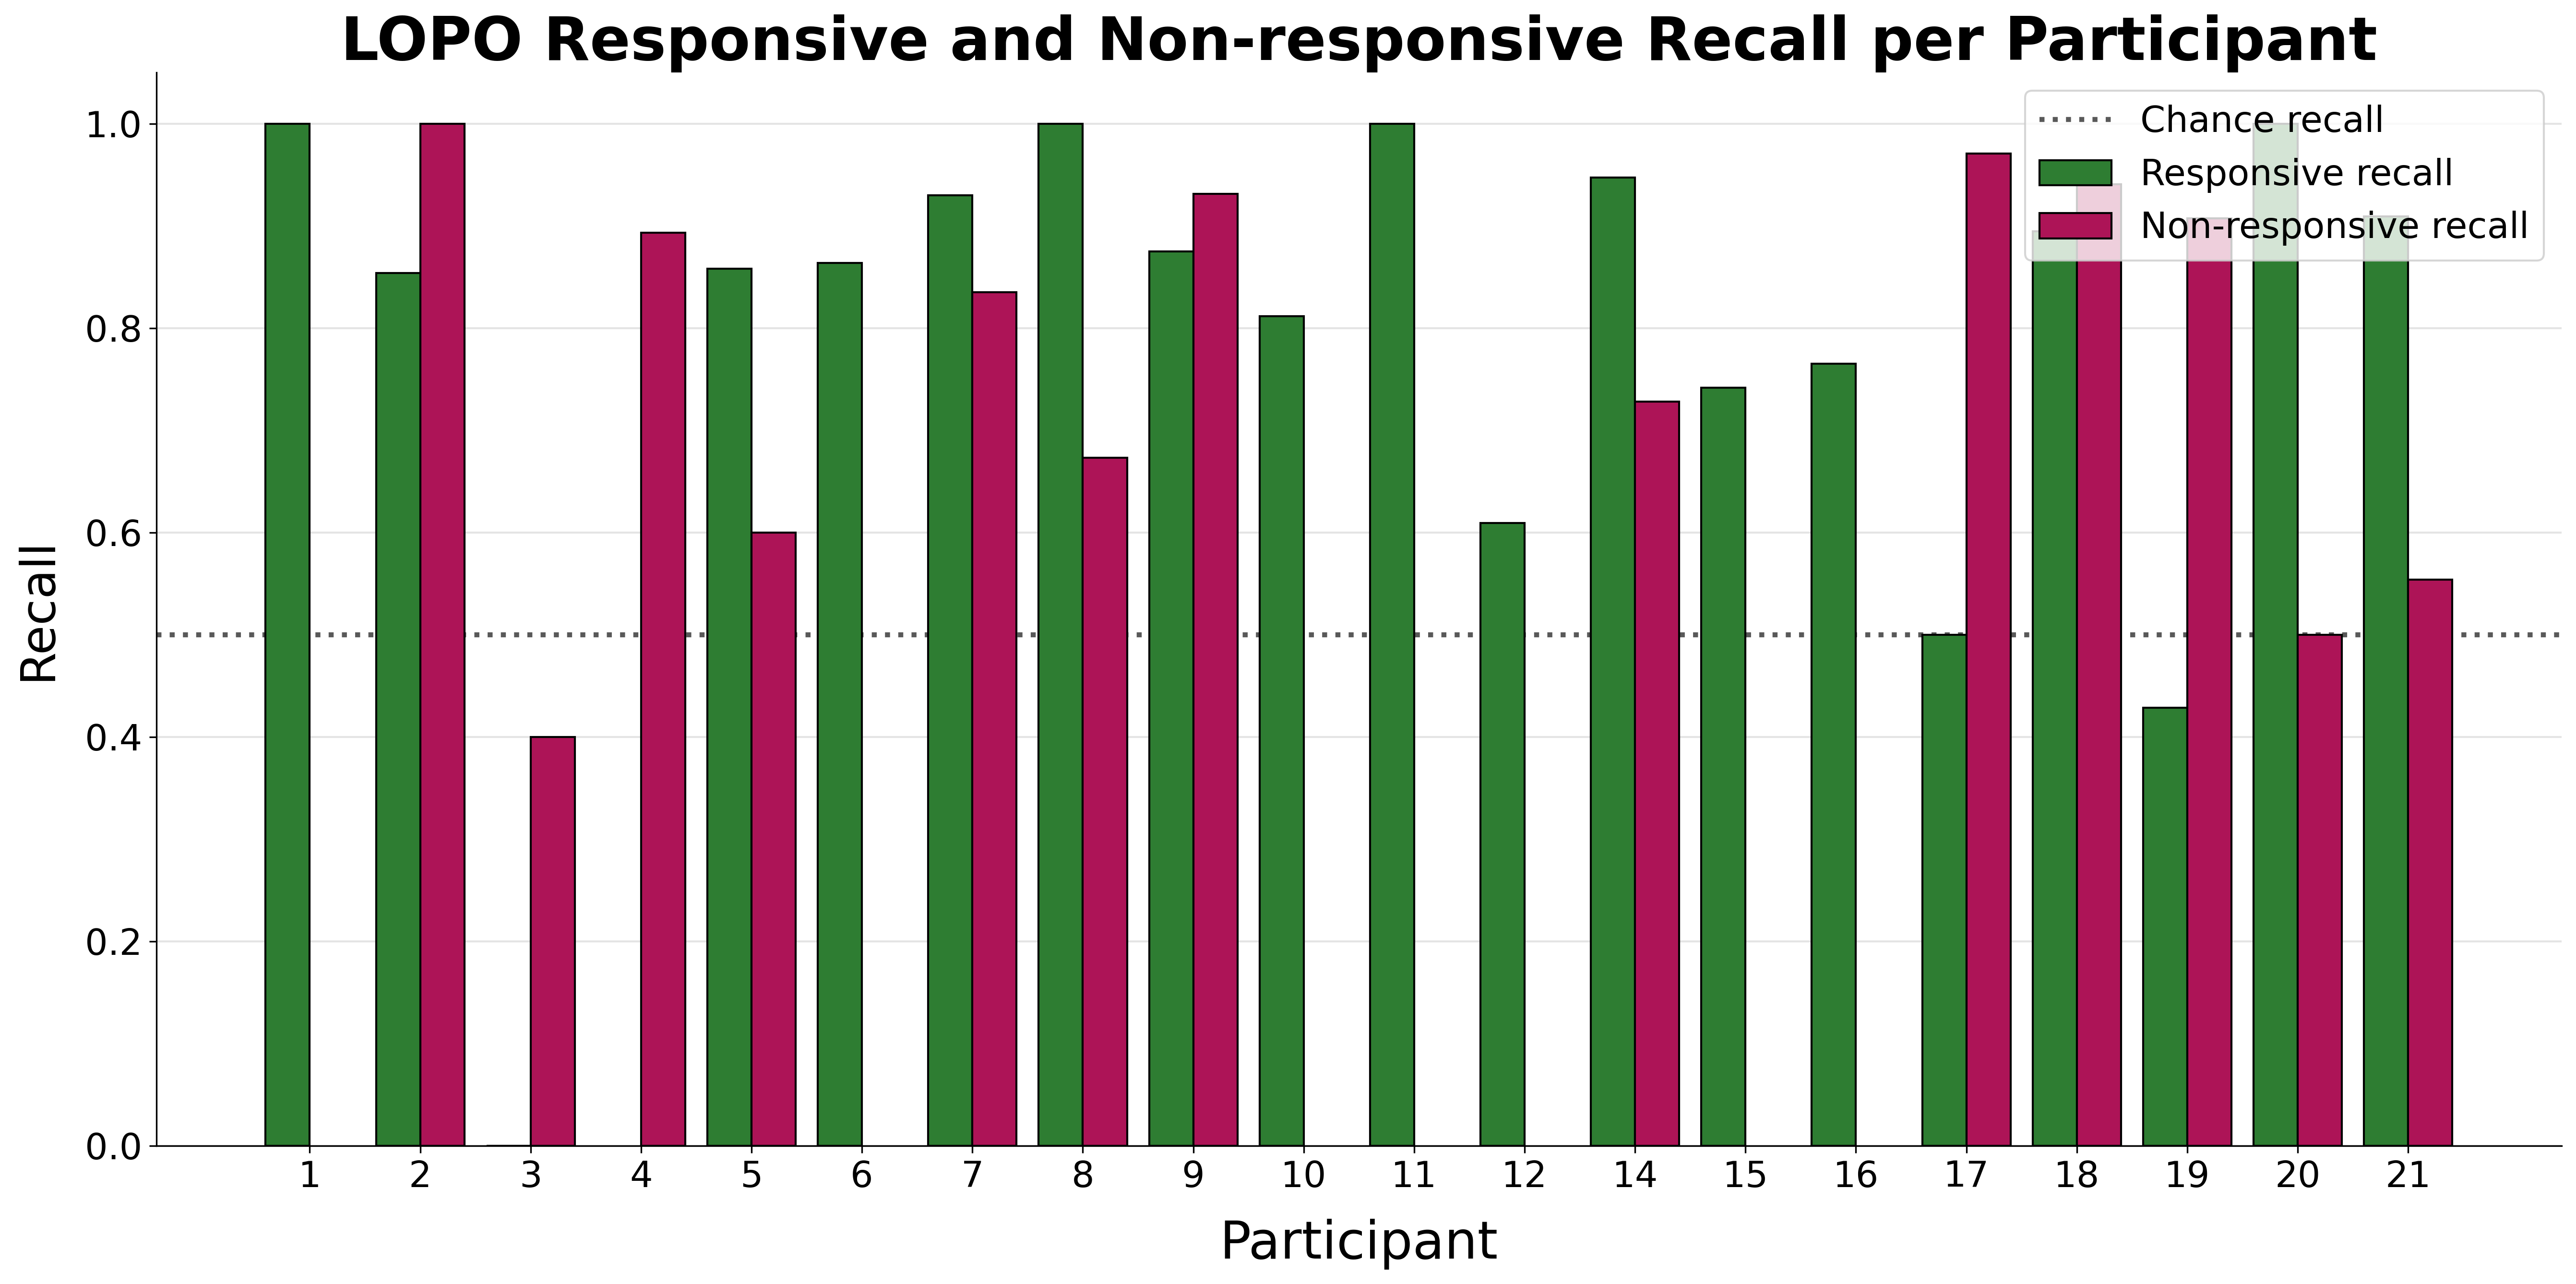 LOPO Responsive and Non-responsive Recall per Participant
Chance recall
Responsive recall
Non-responsive recall
1.0
0.8
0.6
0.4
0.2
0.0
Recall
1 2 3 4 5 6 7 8 9 10 11 12 14 15 16 17 18 19 20 21
Participant